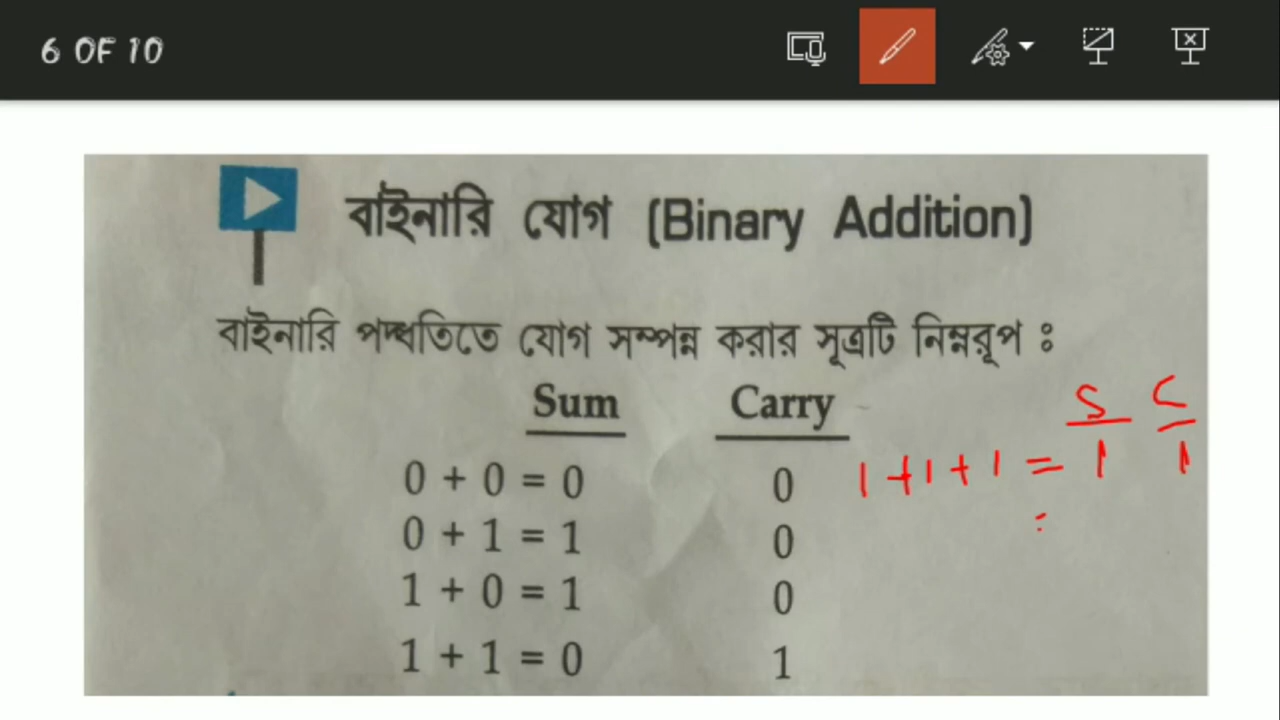 6 OF 10
বাইনারি যোগ (Binary Addition)
বাইনারি পদ্ধতিতে যোগ সম্পন্ন করার সূত্রটি নিম্নরূপ ঃ
Sum Carry S C
0 + 0 = 0 0 1 + 1 + 1 = 1 1
0 + 1 = 1 0 :
1 + 0 = 1 0
1 + 1 = 0 1